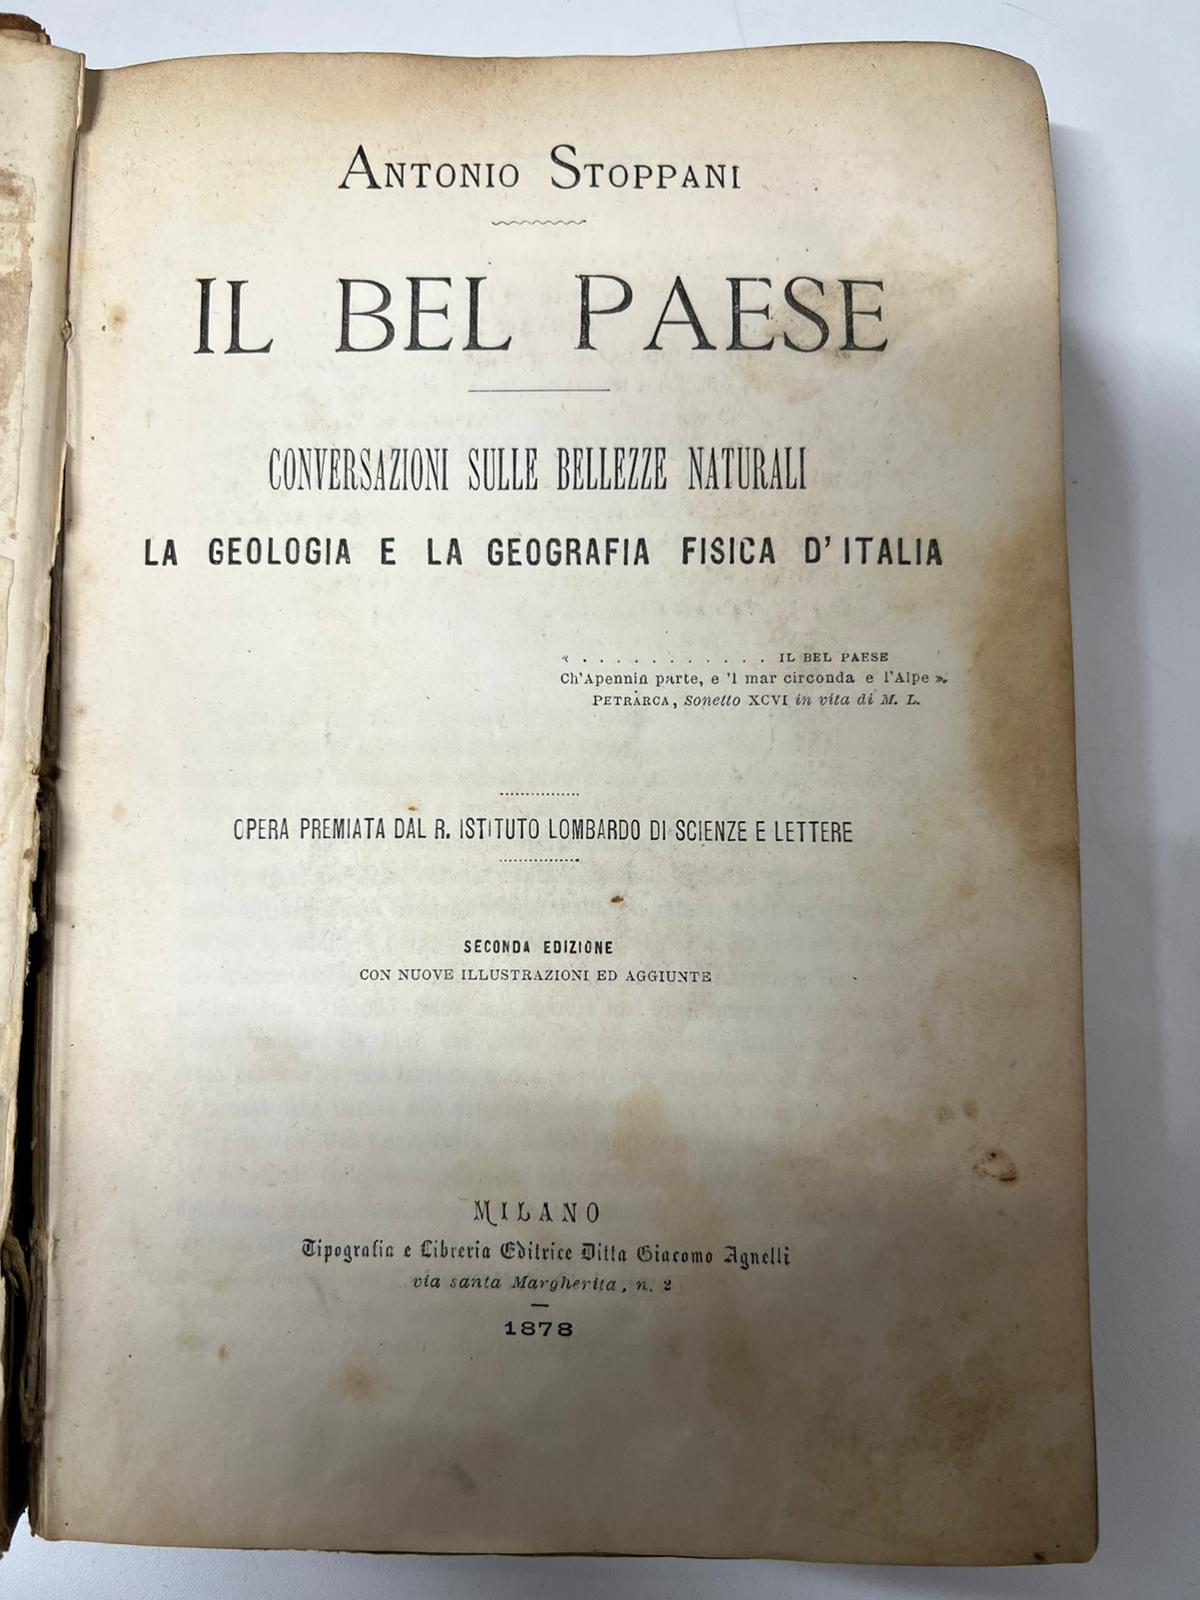 ANTONIO STOPPANI
IL BEL PAESE
CONVERSAZIONI SULLE BELLEZZE NATURALI
LA GEOLOGIA E LA GEOGRAFIA FISICA D'ITALIA
« . . . . . . . . . . . IL BEL PAESE
Ch'Apennin parte, e 'l mar circonda e l'Alpe ».
PETRARCA, Sonetto XCVI in vita di M. L.
OPERA PREMIATA DAL R. ISTITUTO LOMBARDO DI SCIENZE E LETTERE
SECONDA EDIZIONE
CON NUOVE ILLUSTRAZIONI ED AGGIUNTE
MILANO
Tipografia e Libreria Editrice Ditta Giacomo Agnelli
via santa Margherita, n. 2
1878